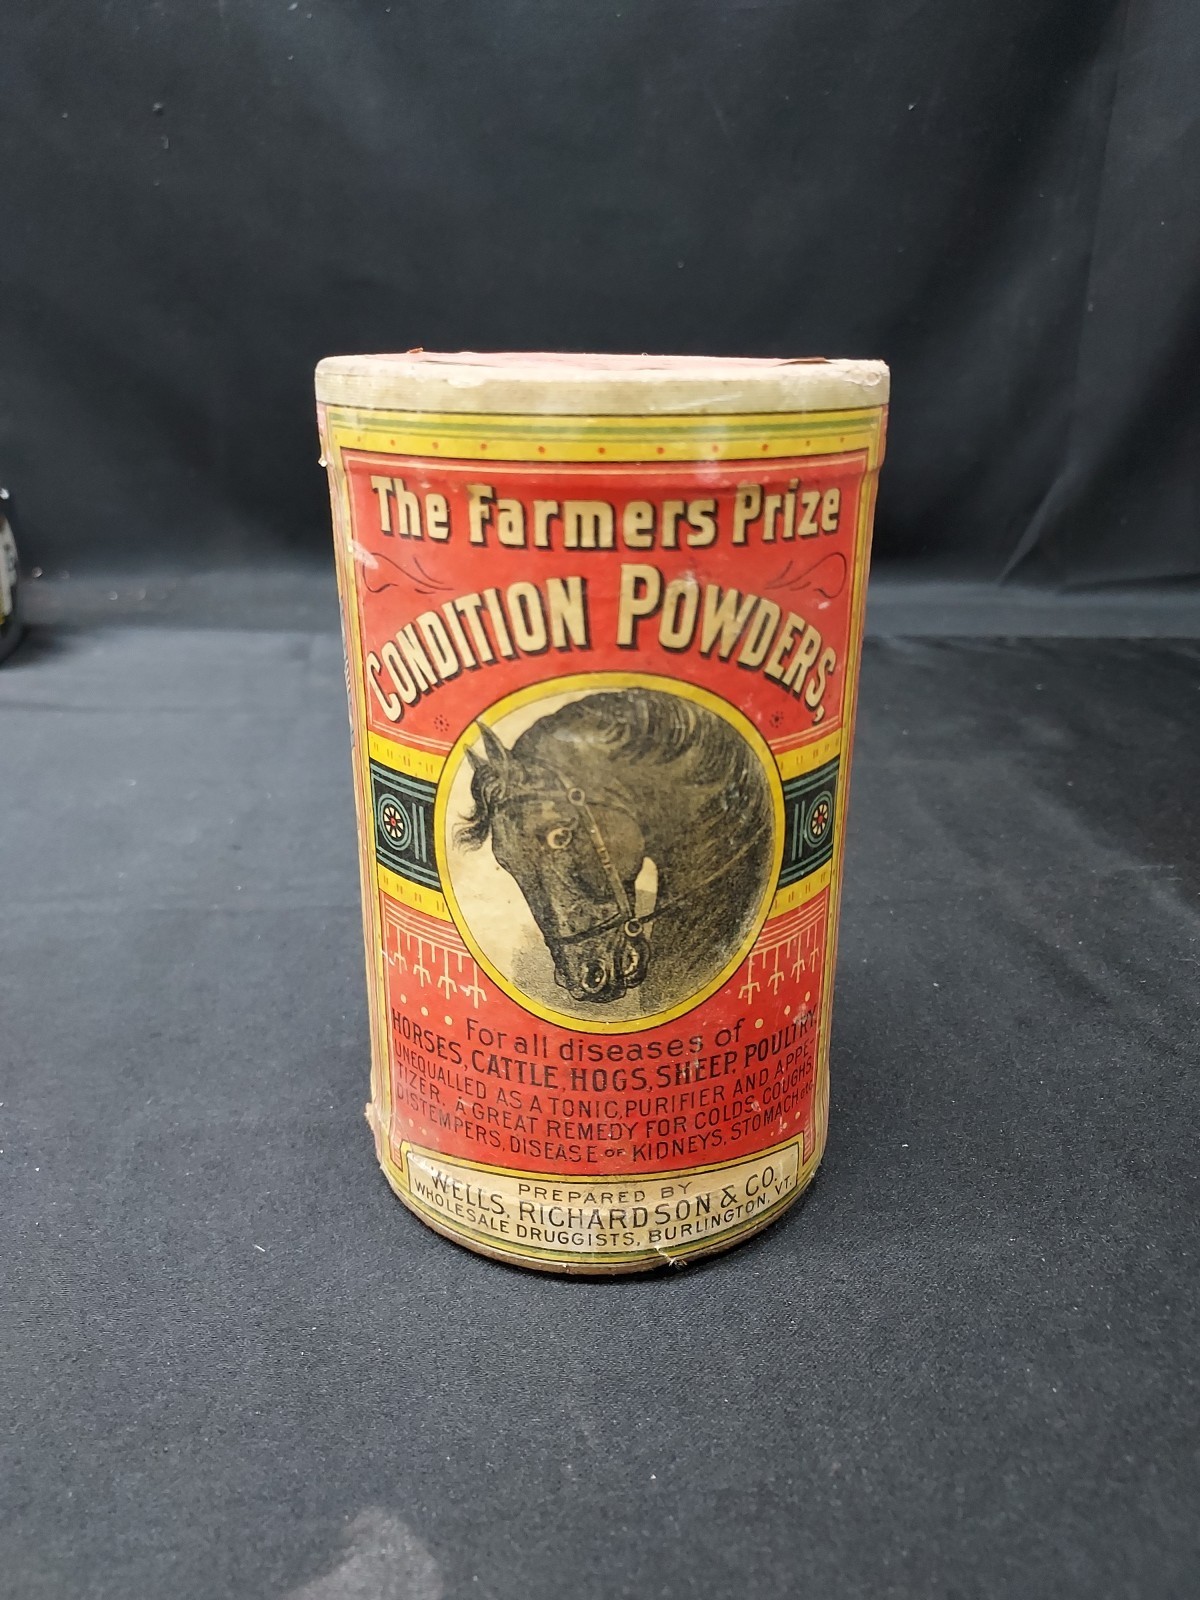 The Farmers Prize
CONDITION POWDERS,
For all diseases of
HORSES, CATTLE, HOGS, SHEEP, POULTRY,
UNEQUALLED AS A TONIC, PURIFIER AND APPE-
TIZER, A GREAT REMEDY FOR COLDS, COUGHS,
DISTEMPERS, DISEASE OF KIDNEYS, STOMACH etc.
PREPARED BY
WELLS, RICHARDSON & CO.
WHOLESALE DRUGGISTS, BURLINGTON, VT.